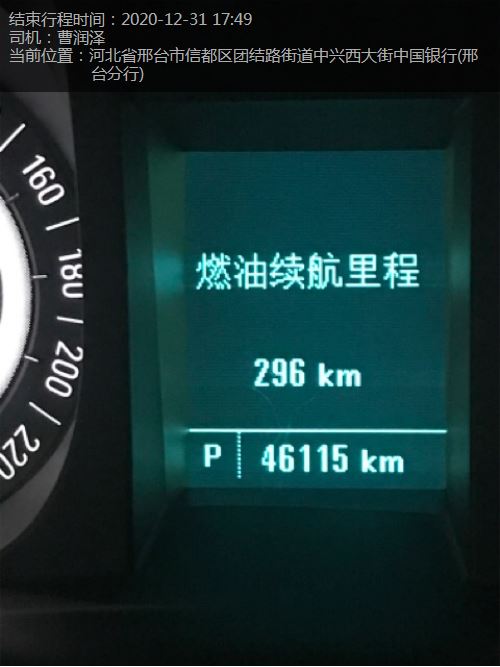 结束行程时间：2020-12-31 17:49
司机：曹润泽
当前位置：河北省邢台市信都区团结路街道中兴西大街中国银行(邢
台分行)
160
180
200
220
燃油续航里程
296 km
P 46115 km